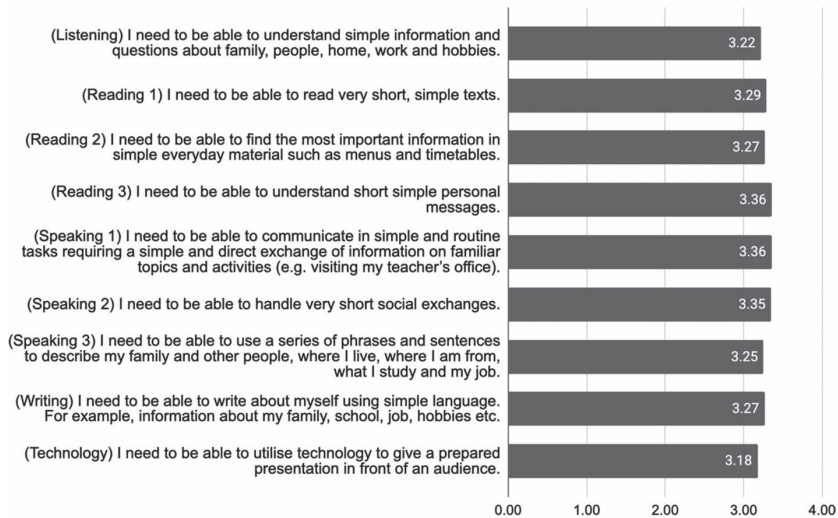 (Listening) I need to be able to understand simple information and
questions about family, people, home, work and hobbies.
3.22
(Reading 1) I need to be able to read very short, simple texts.
3.29
(Reading 2) I need to be able to find the most important information in
simple everyday material such as menus and timetables.
3.27
(Reading 3) I need to be able to understand short simple personal
messages.
3.36
(Speaking 1) I need to be able to communicate in simple and routine
tasks requiring a simple and direct exchange of information on familiar
topics and activities (e.g. visiting my teacher's office).
3.36
(Speaking 2) I need to be able to handle very short social exchanges.
3.35
(Speaking 3) I need to be able to use a series of phrases and sentences
to describe my family and other people, where I live, where I am from,
what I study and my job.
3.25
(Writing) I need to be able to write about myself using simple language.
For example, information about my family, school, job, hobbies etc.
3.27
(Technology) I need to be able to utilise technology to give a prepared
presentation in front of an audience.
3.18
0.00 1.00 2.00 3.00 4.00